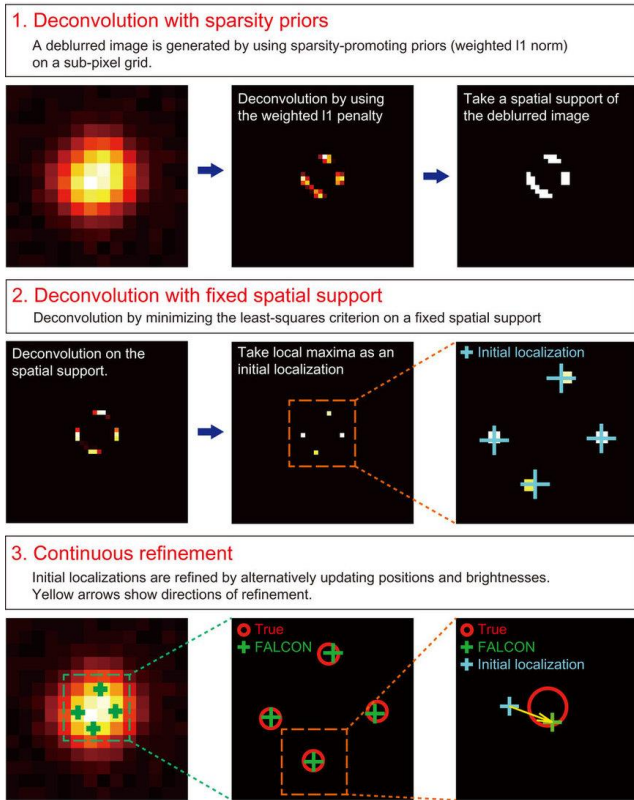 1. Deconvolution with sparsity priors
A deblurred image is generated by using sparsity-promoting priors (weighted l1 norm)
on a sub-pixel grid.
Deconvolution by using
the weighted l1 penalty
Take a spatial support of
the deblurred image
2. Deconvolution with fixed spatial support
Deconvolution by minimizing the least-squares criterion on a fixed spatial support
Deconvolution on the
spatial support.
Take local maxima as an
initial localization
Initial localization
3. Continuous refinement
Initial localizations are refined by alternatively updating positions and brightnesses.
Yellow arrows show directions of refinement.
True
FALCON
True
FALCON
Initial localization